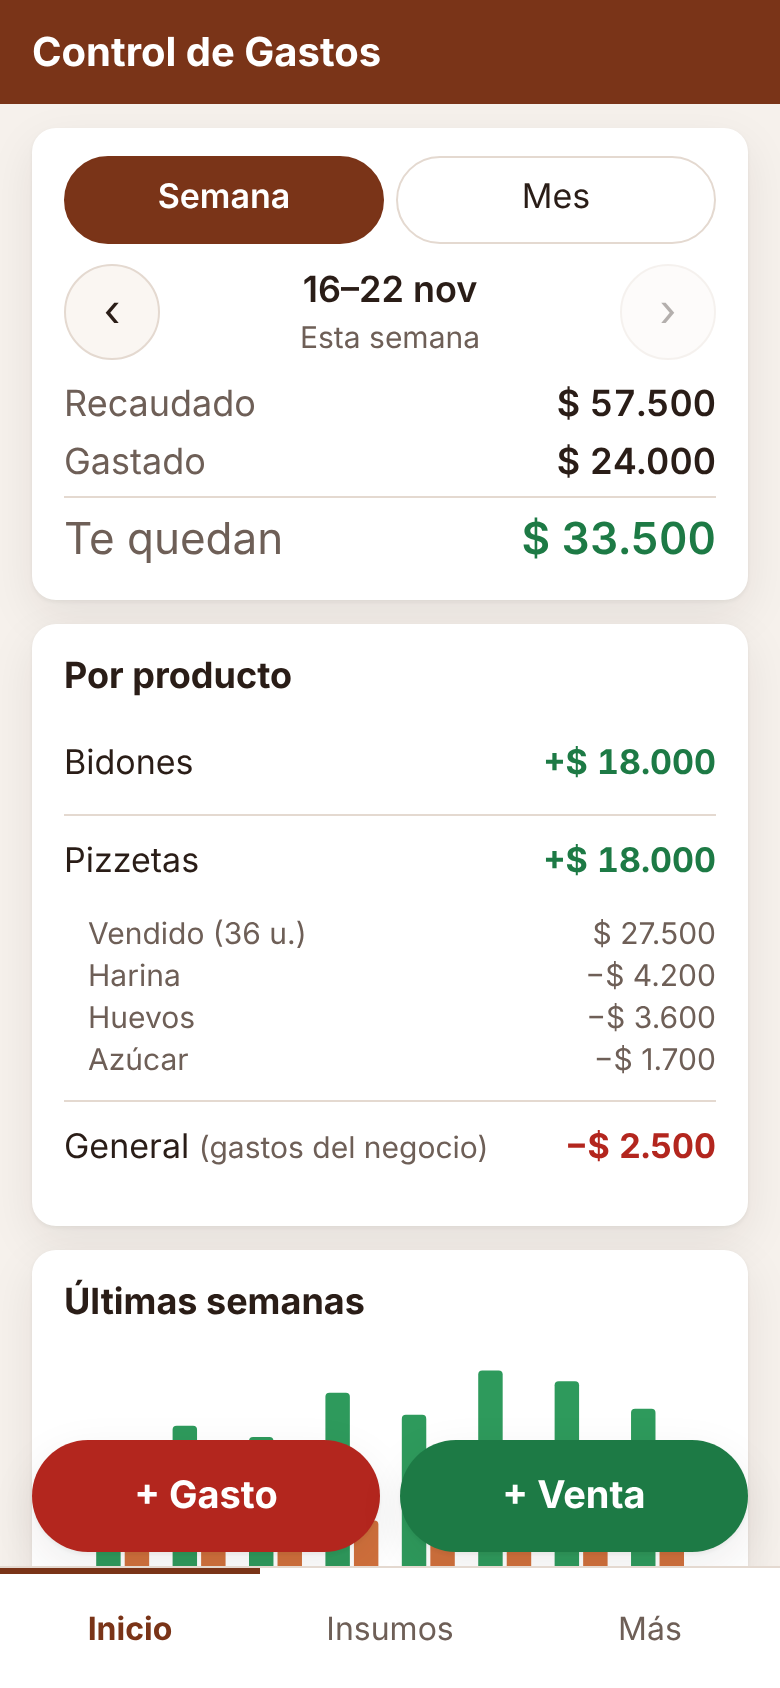 Control de Gastos
Semana Mes
‹ 16–22 nov ›
Esta semana
Recaudado $ 57.500
Gastado $ 24.000
Te quedan $ 33.500
Por producto
Bidones +$ 18.000
Pizzetas +$ 18.000
Vendido (36 u.) $ 27.500
Harina −$ 4.200
Huevos −$ 3.600
Azúcar −$ 1.700
General (gastos del negocio) −$ 2.500
Últimas semanas
+ Gasto + Venta
Inicio Insumos Más